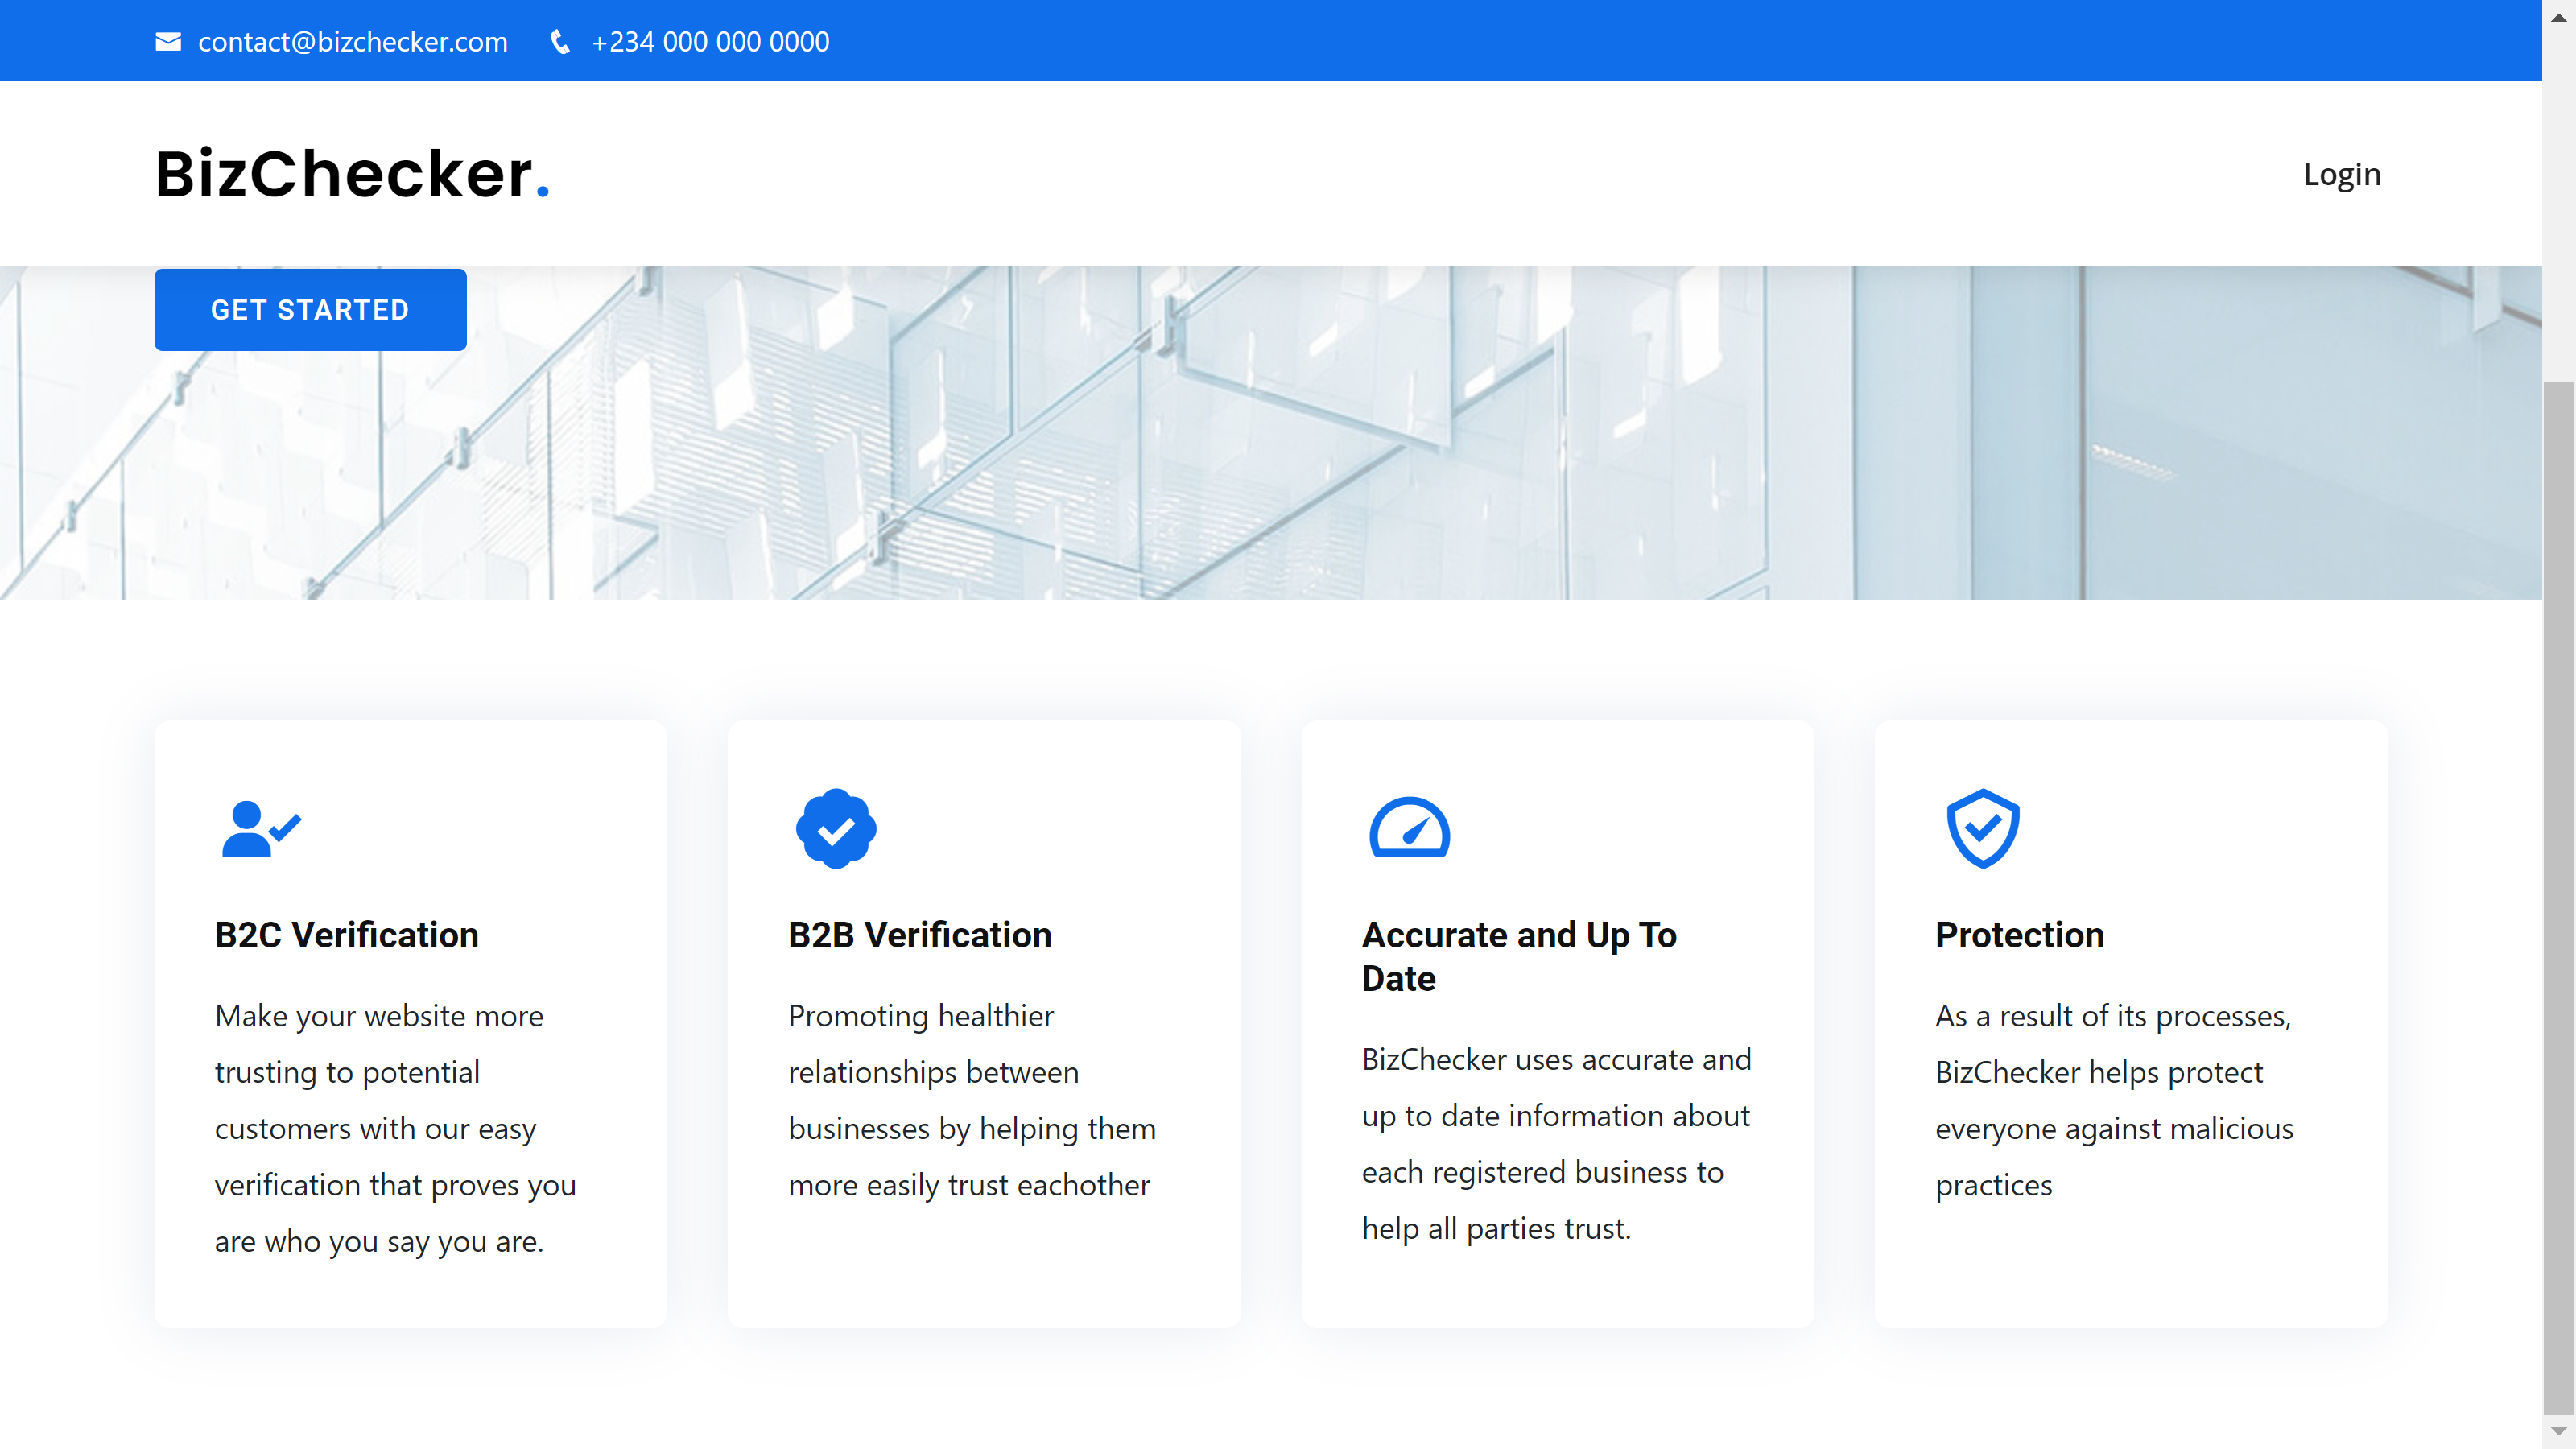 contact@bizchecker.com +234 000 000 0000
BizChecker.
Login
GET STARTED
B2C Verification
Make your website more
trusting to potential
customers with our easy
verification that proves you
are who you say you are.
B2B Verification
Promoting healthier
relationships between
businesses by helping them
more easily trust eachother
Accurate and Up To
Date
BizChecker uses accurate and
up to date information about
each registered business to
help all parties trust.
Protection
As a result of its processes,
BizChecker helps protect
everyone against malicious
practices